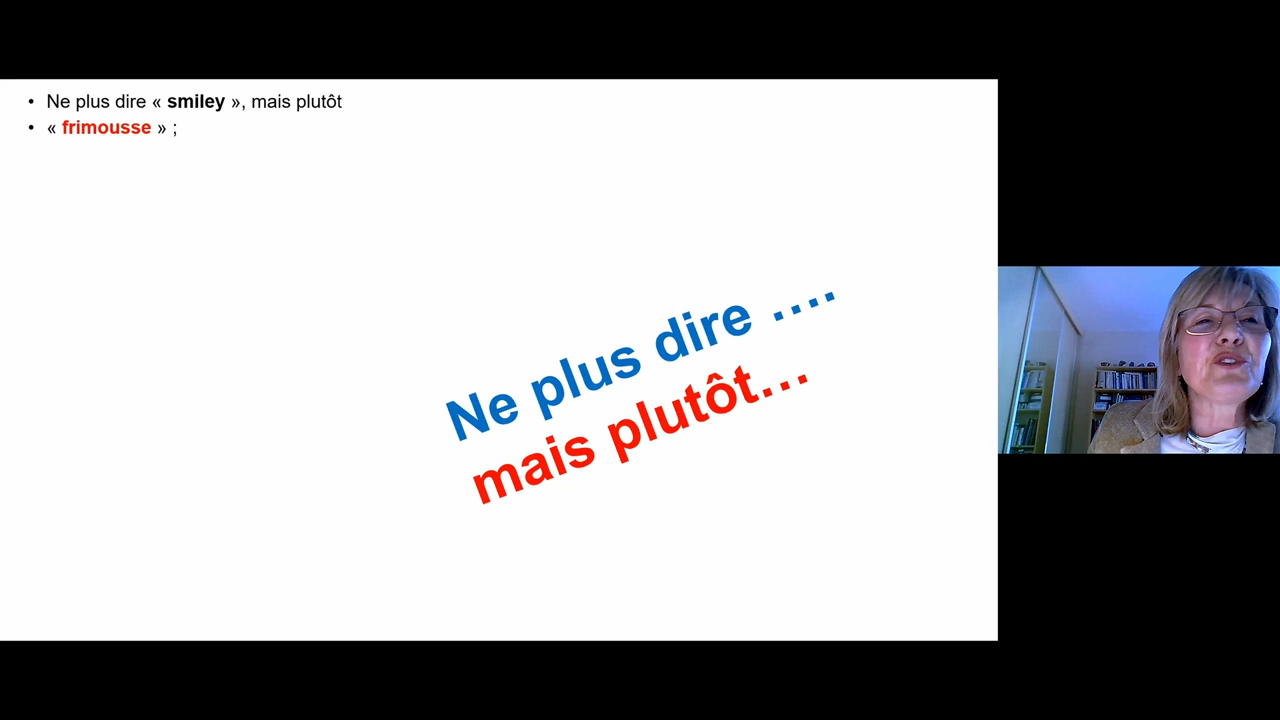 • Ne plus dire « smiley », mais plutôt
• « frimousse » ;
Ne plus dire ….
mais plutôt…